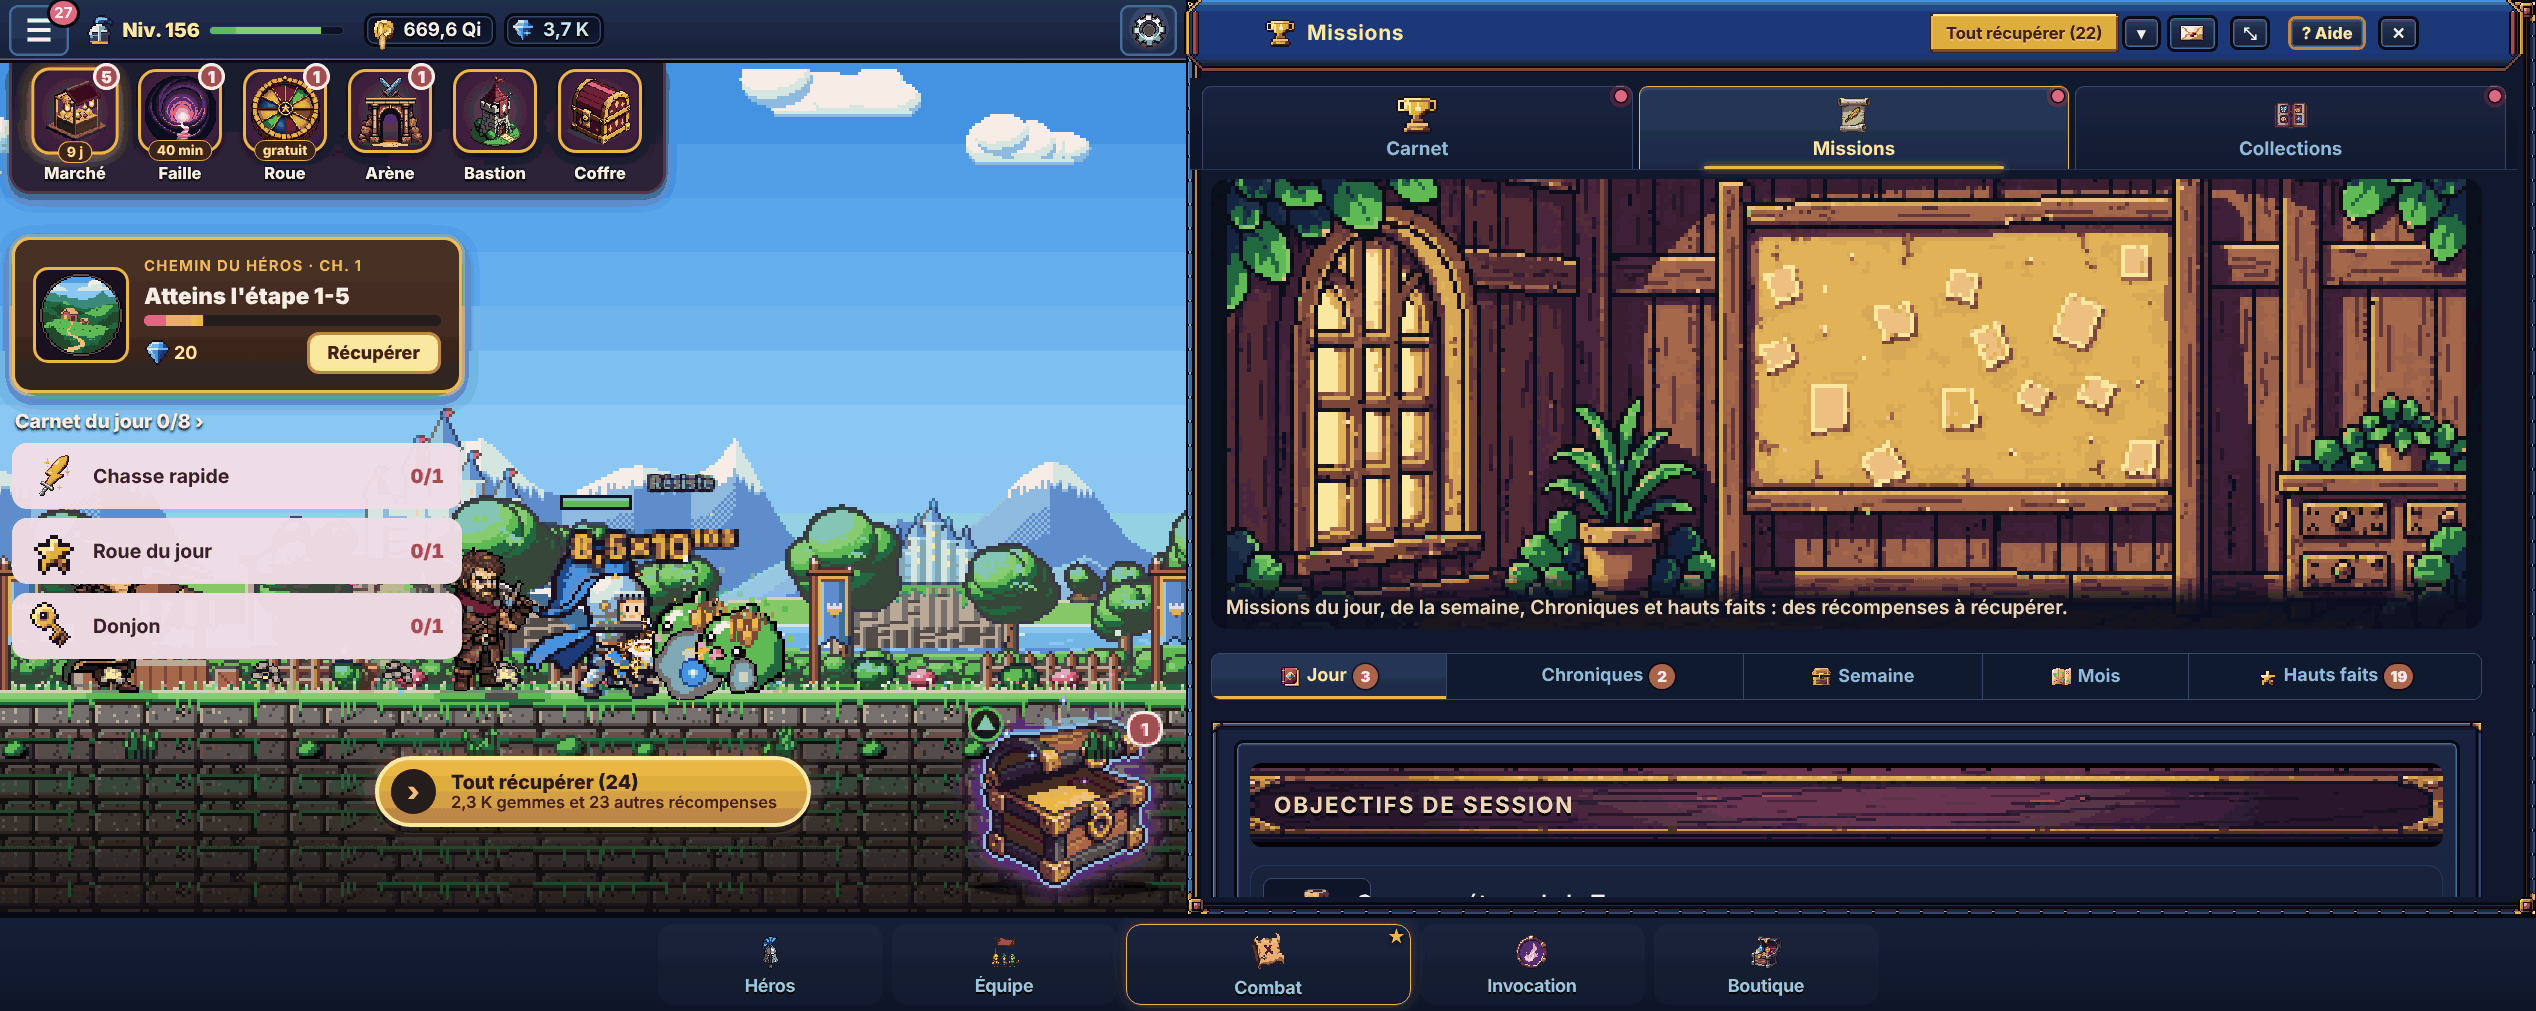 27
Niv. 156
669,6 Qi
3,7 K
5
1
1
1
9 j
40 min
gratuit
Marché
Faille
Roue
Arène
Bastion
Coffre
CHEMIN DU HÉROS · CH. 1
Atteins l'étape 1-5
20
Récupérer
Carnet du jour 0/8 ›
Chasse rapide 0/1
Roue du jour 0/1
Donjon 0/1
Résiste
1
Tout récupérer (24)
2,3 K gemmes et 23 autres récompenses
Missions
Tout récupérer (22)
? Aide
Carnet
Missions
Collections
Missions du jour, de la semaine, Chroniques et hauts faits : des récompenses à récupérer.
Jour 3
Chroniques 2
Semaine
Mois
Hauts faits 19
OBJECTIFS DE SESSION
Héros
Équipe
Combat
Invocation
Boutique